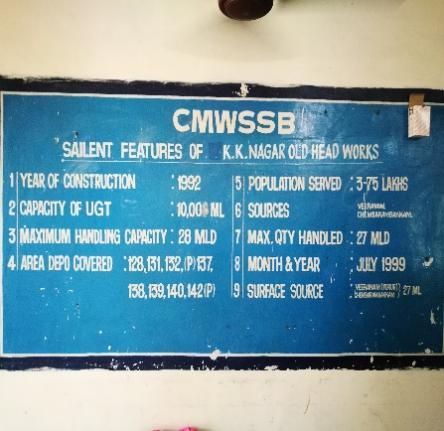 CMWSSB
SAILENT FEATURES OF K.K.NAGAR OLD HEAD WORKS
1 YEAR OF CONSTRUCTION : 1992
2 CAPACITY OF UGT : ML
3 MAXIMUM HANDLING CAPACITY : 28 MLD
4 AREA DEPO COVERED : 128,131,132,(P)137,
138,139,140,142(P)
5 POPULATION SERVED : 3-75 LAKHS
6 SOURCES : VEERANAM,
CHEMBARAMBAKKAM,
7 MAX. QTY HANDLED : 27 MLD
8 MONTH & YEAR : JULY 1999
9 SURFACE SOURCE : 27 ML